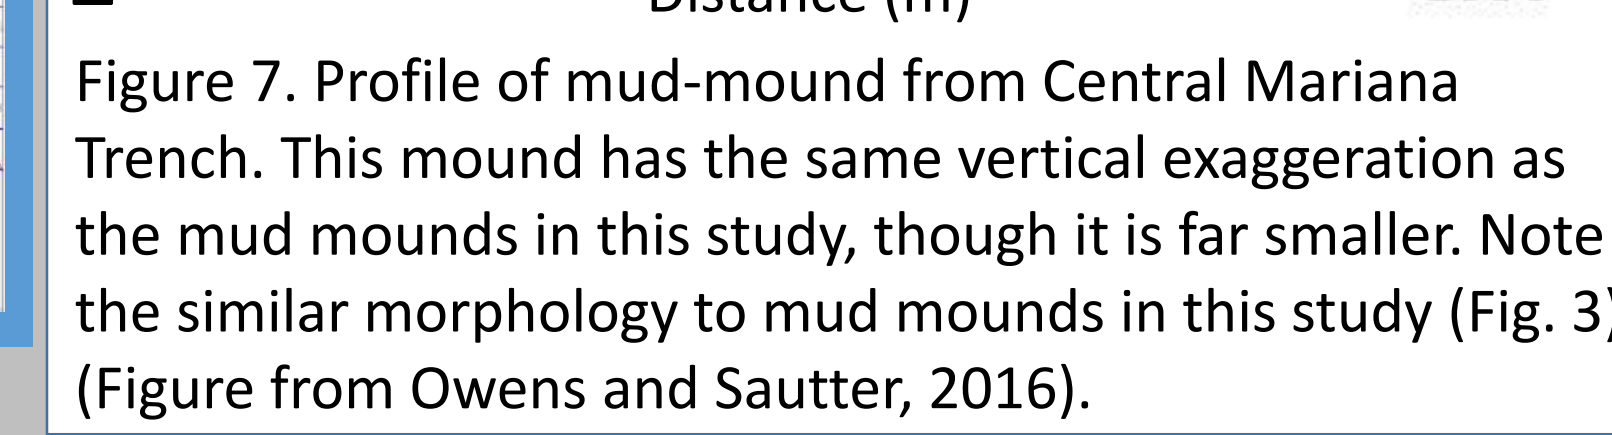 Distance (m)
Figure 7. Profile of mud-mound from Central Mariana
Trench. This mound has the same vertical exaggeration as
the mud mounds in this study, though it is far smaller. Note
the similar morphology to mud mounds in this study (Fig. 3)
(Figure from Owens and Sautter, 2016).